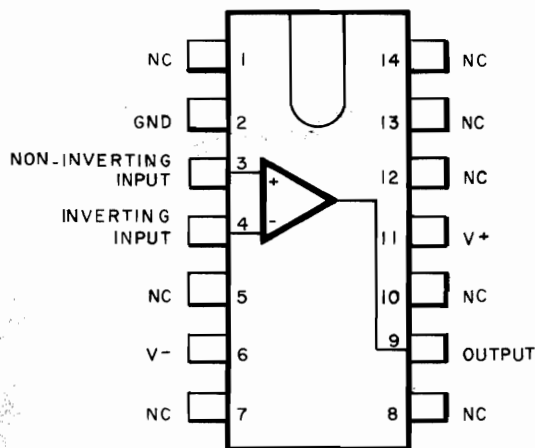 NC 1 14 NC
GND 2 13 NC
NON-INVERTING
INPUT 3 12 NC
+
INVERTING
INPUT 4 11 V+
-
NC 5 10 NC
V- 6 9 OUTPUT
NC 7 8 NC